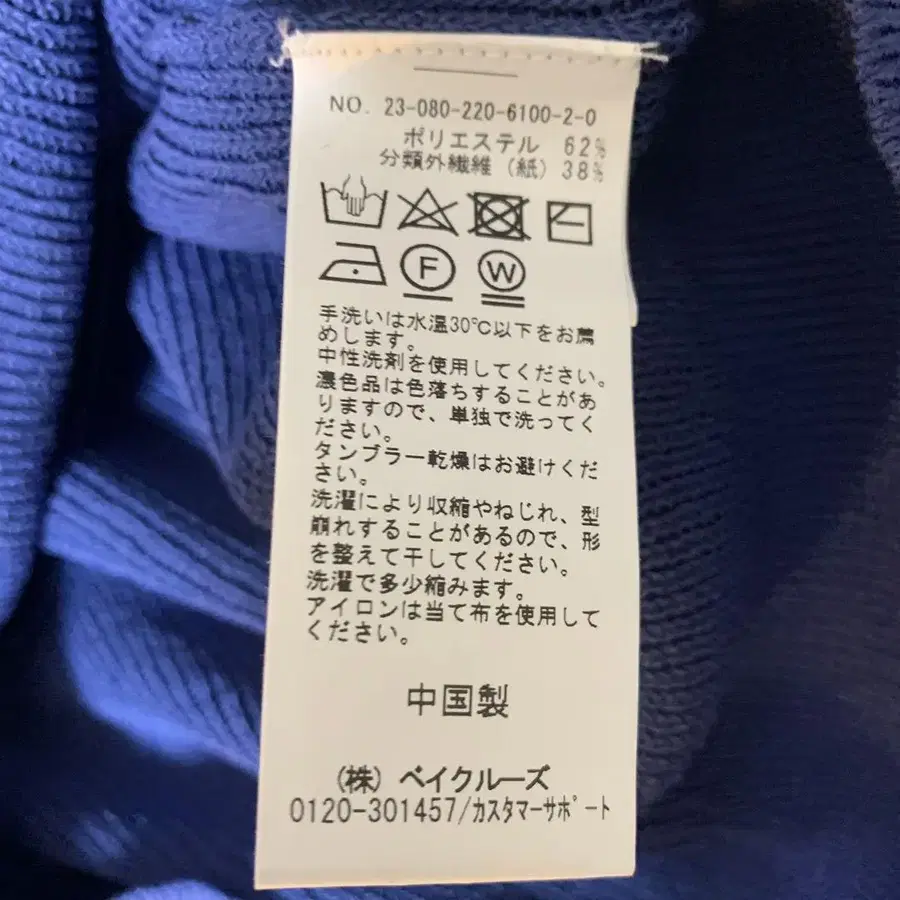 NO. 23-080-220-6100-2-0
ポリエステル 62%
分類外繊維(紙) 38%
F W
手洗いは水温30℃以下をお薦
めします。
中性洗剤を使用してください。
濃色品は色落ちすることがあ
りますので、単独で洗ってく
ださい。
タンブラー乾燥はお避けくだ
さい。
洗濯により収縮やねじれ、型
崩れすることがあるので、形
を整えて干してください。
洗濯で多少縮みます。
アイロンは当て布を使用して
ください。
中国製
(株) ベイクルーズ
0120-301457/カスタマーサポート